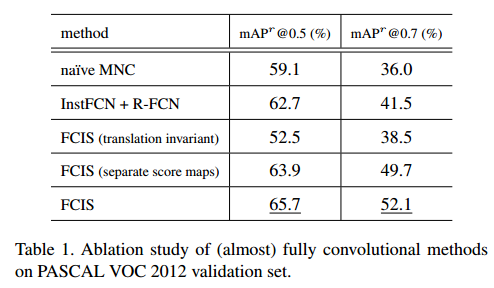 method mAPʳ@0.5 (%) mAPʳ@0.7 (%)
naïve MNC 59.1 36.0
InstFCN + R-FCN 62.7 41.5
FCIS (translation invariant) 52.5 38.5
FCIS (separate score maps) 63.9 49.7
FCIS 65.7 52.1
Table 1. Ablation study of (almost) fully convolutional methods
on PASCAL VOC 2012 validation set.